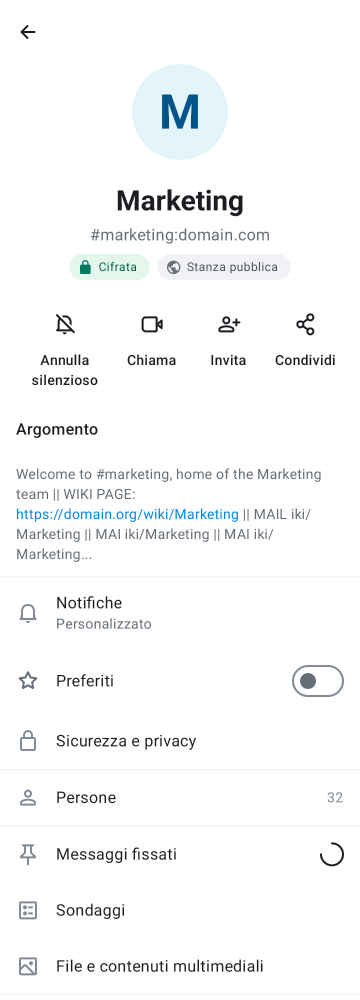 M
Marketing
#marketing:domain.com
Cifrata
Stanza pubblica
Annulla
silenzioso
Chiama
Invita
Condividi
Argomento
Welcome to #marketing, home of the Marketing
team || WIKI PAGE:
https://domain.org/wiki/Marketing || MAIL iki/
Marketing || MAI iki/Marketing || MAI iki/
Marketing...
Notifiche
Personalizzato
Preferiti
Sicurezza e privacy
Persone 32
Messaggi fissati
Sondaggi
File e contenuti multimediali